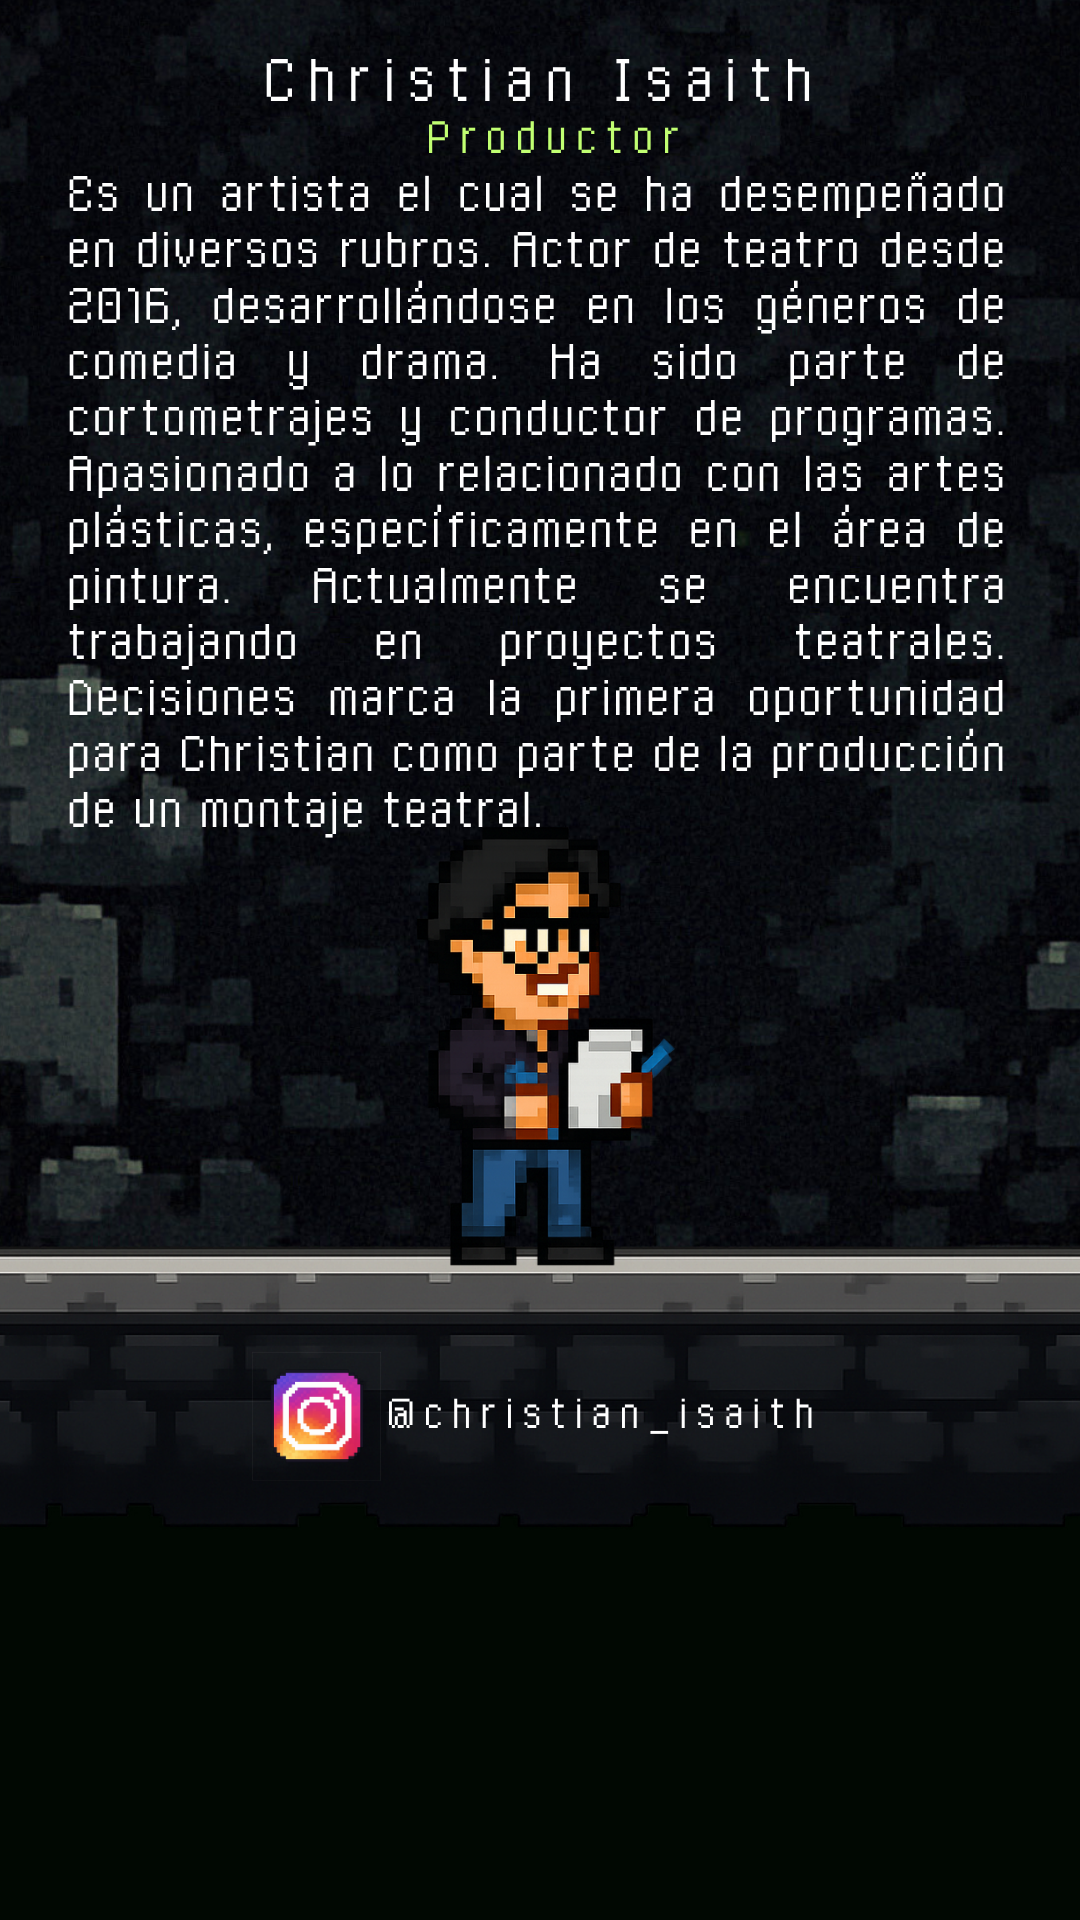 Christian Isaith
Productor
Es un artista el cual se ha desempeñado
en diversos rubros. Actor de teatro desde
2016, desarrollándose en los géneros de
comedia y drama. Ha sido parte de
cortometrajes y conductor de programas.
Apasionado a lo relacionado con las artes
plásticas, específicamente en el área de
pintura. Actualmente se encuentra
trabajando en proyectos teatrales.
Decisiones marca la primera oportunidad
para Christian como parte de la producción
de un montaje teatral.
@christian_isaith